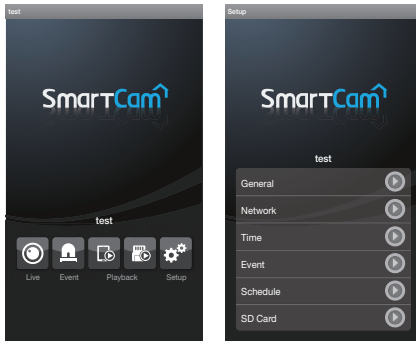 test
SmartCam
test
Live Event Playback Setup
Setup
SmartCam
test
General
Network
Time
Event
Schedule
SD Card